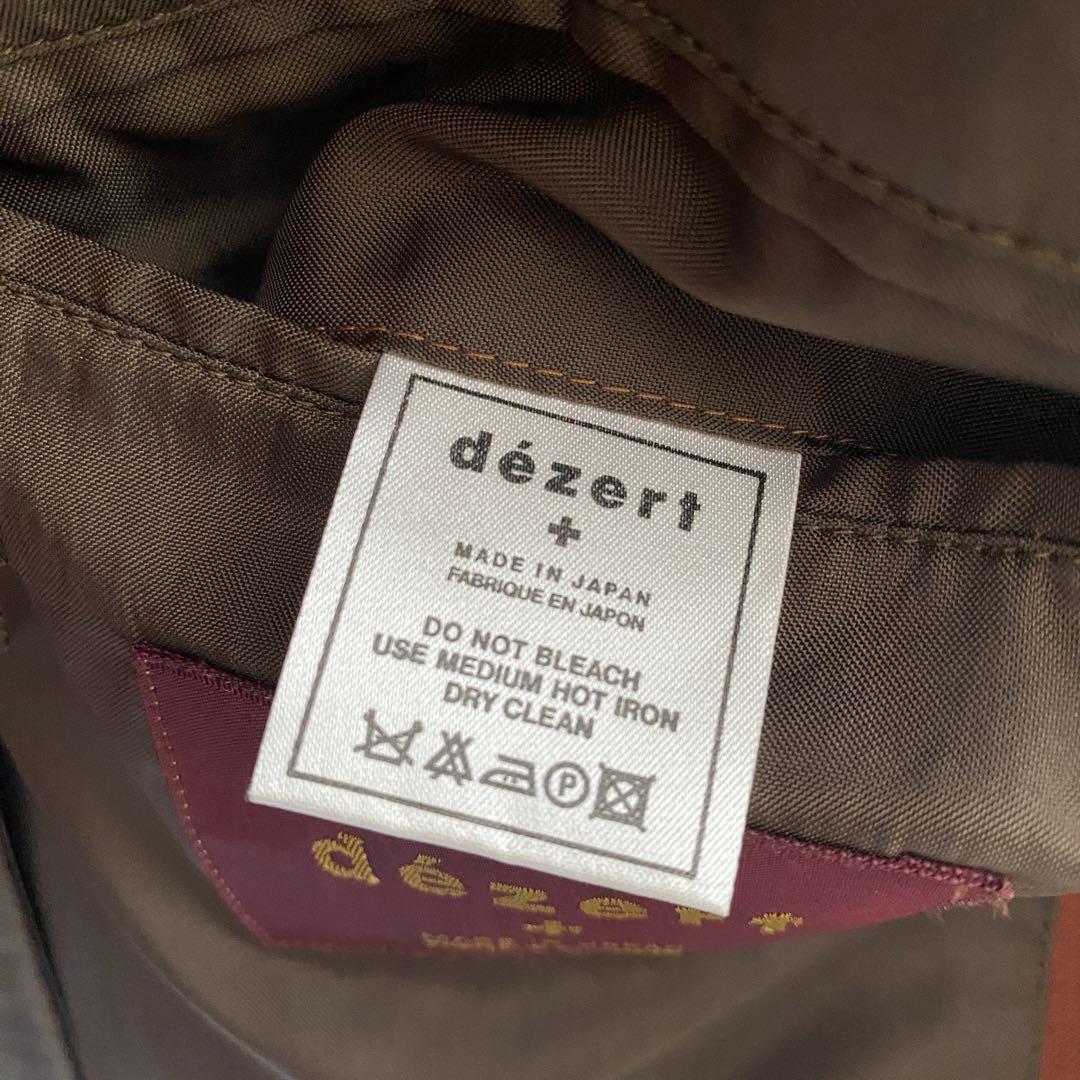 dézert
+
MADE IN JAPAN
FABRIQUE EN JAPON
DO NOT BLEACH
USE MEDIUM HOT IRON
DRY CLEAN
P
dézert
+